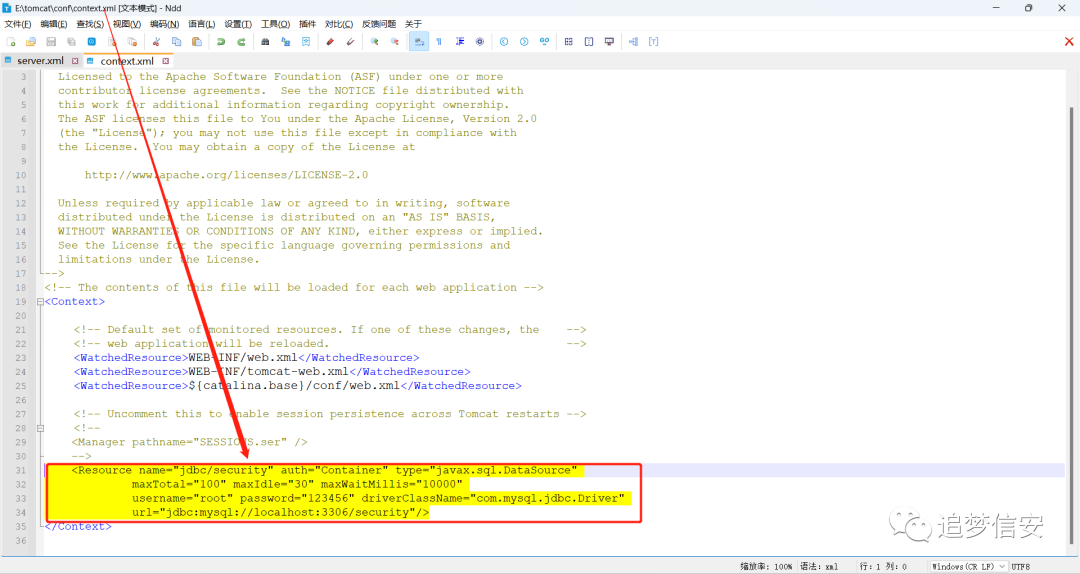 E:\tomcat\conf\context.xml [文本模式] - Ndd
文件(F) 编辑(E) 查找(S) 视图(V) 编码(N) 语言(L) 设置(T) 工具(O) 插件 对比(C) 反馈问题 关于
server.xml context.xml
3 Licensed to the Apache Software Foundation (ASF) under one or more
4 contributor license agreements.  See the NOTICE file distributed with
5 this work for additional information regarding copyright ownership.
6 The ASF licenses this file to You under the Apache License, Version 2.0
7 (the "License"); you may not use this file except in compliance with
8 the License.  You may obtain a copy of the License at
9
10 http://www.apache.org/licenses/LICENSE-2.0
11
12 Unless required by applicable law or agreed to in writing, software
13 distributed under the License is distributed on an "AS IS" BASIS,
14 WITHOUT WARRANTIES OR CONDITIONS OF ANY KIND, either express or implied.
15 See the License for the specific language governing permissions and
16 limitations under the License.
17 -->
18 <!-- The contents of this file will be loaded for each web application -->
19 <Context>
20
21 <!-- Default set of monitored resources. If one of these changes, the    -->
22 <!-- web application will be reloaded.                                   -->
23 <WatchedResource>WEB-INF/web.xml</WatchedResource>
24 <WatchedResource>WEB-INF/tomcat-web.xml</WatchedResource>
25 <WatchedResource>${catalina.base}/conf/web.xml</WatchedResource>
26
27 <!-- Uncomment this to enable session persistence across Tomcat restarts -->
28 <!--
29 <Manager pathname="SESSIONS.ser" />
30 -->
31 <Resource name="jdbc/security" auth="Container" type="javax.sql.DataSource"
32 maxTotal="100" maxIdle="30" maxWaitMillis="10000"
33 username="root" password="123456" driverClassName="com.mysql.jdbc.Driver"
34 url="jdbc:mysql://localhost:3306/security"/>
35 </Context>
36
追梦信安
缩放率: 100% 语法: xml 行: 1 列: 0 Windows(CR LF) UTF8